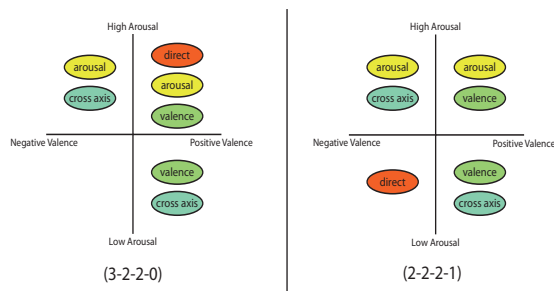 High Arousal
direct
arousal
arousal
cross axis
valence
Negative Valence
Positive Valence
valence
cross axis
Low Arousal
(3-2-2-0)
High Arousal
arousal
arousal
cross axis
valence
Negative Valence
Positive Valence
valence
direct
cross axis
Low Arousal
(2-2-2-1)